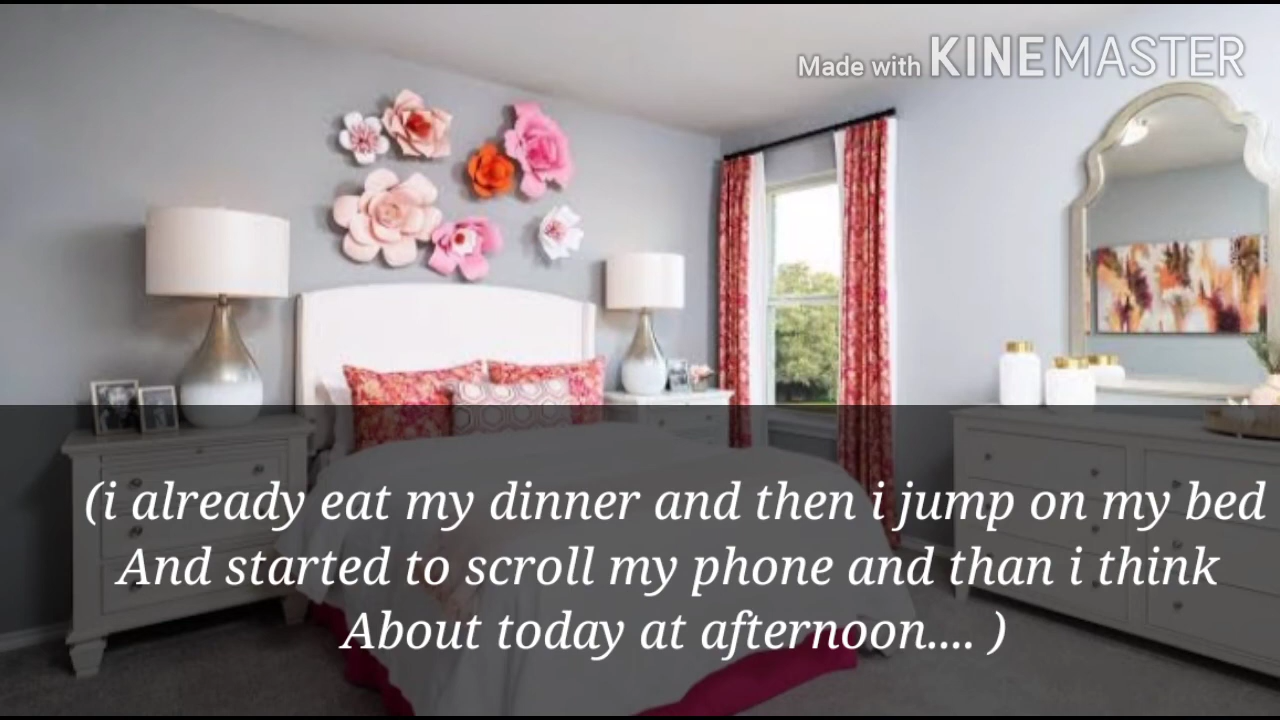 Made with KINEMASTER
(i already eat my dinner and then i jump on my bed
And started to scroll my phone and than i think
About today at afternoon.... )